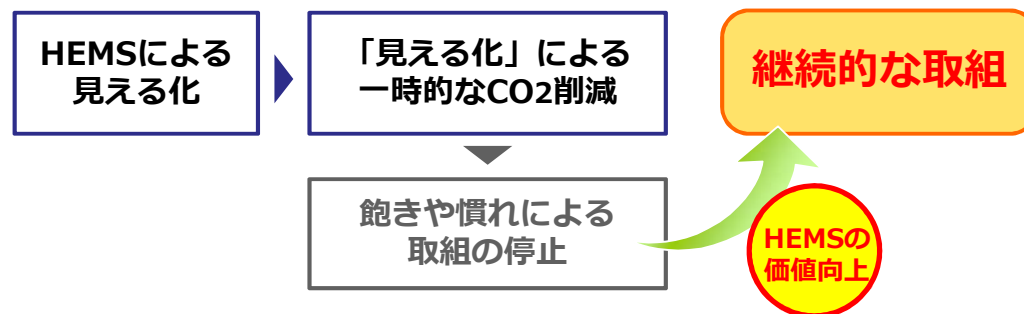 HEMSによる
見える化
「見える化」による
一時的なCO2削減
継続的な取組
飽きや慣れによる
取組の停止
HEMSの
価値向上